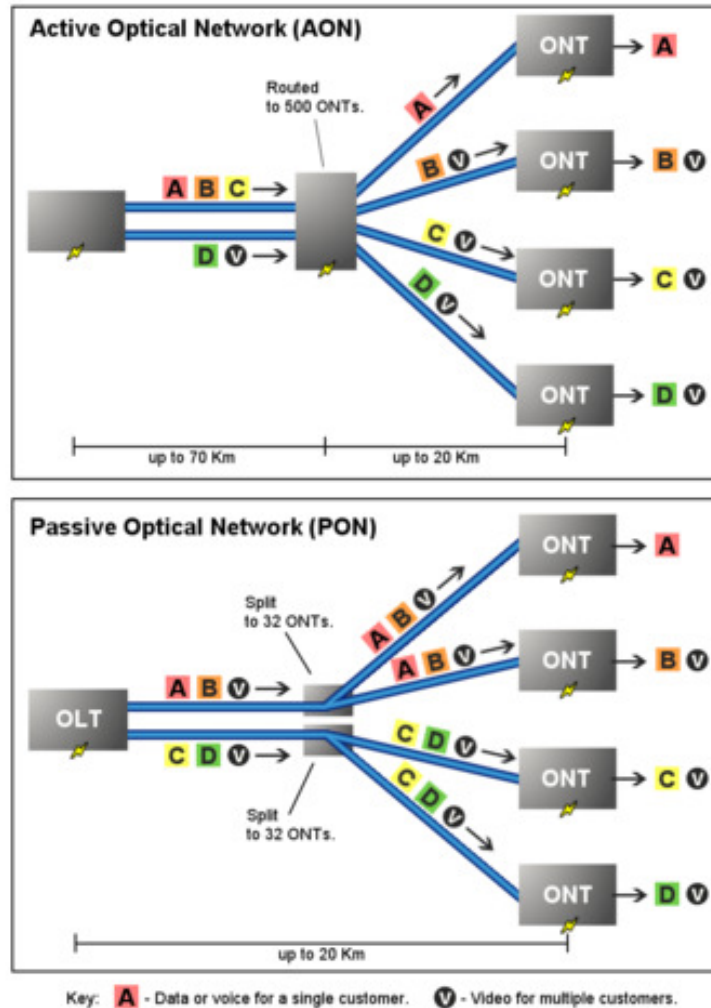 Active Optical Network (AON)
ONT
A
Routed
to 500 ONTs.
A
ONT
B V
B V
A B C
C V
ONT
C V
D V
D V
ONT
D V
up to 70 Km
up to 20 Km
Passive Optical Network (PON)
ONT
A
Split
to 32 ONTs.
A B V
A B V
ONT
B V
A B V
OLT
C D V
C D V
ONT
C V
C D V
Split
to 32 ONTs.
ONT
D V
up to 20 Km
Key: A - Data or voice for a single customer. V - Video for multiple customers.